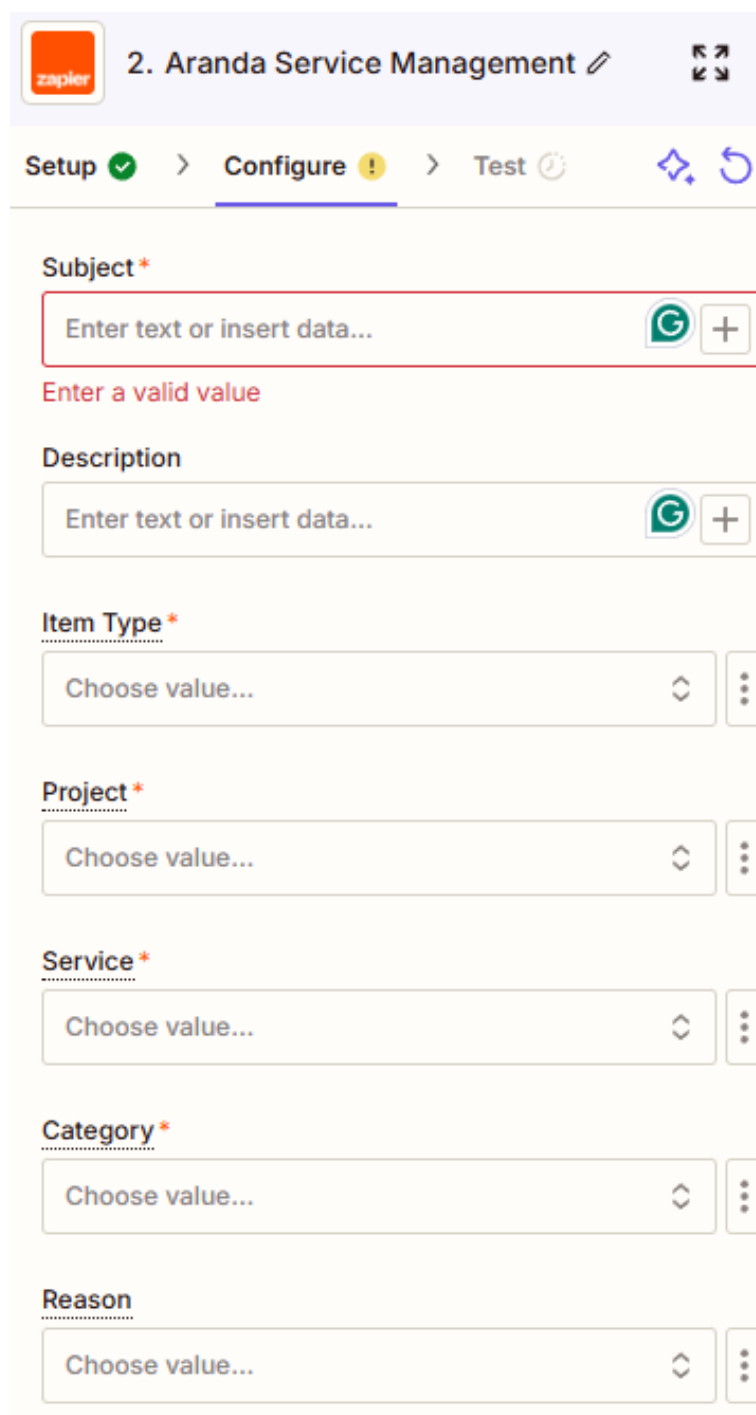 zapier
2. Aranda Service Management
Setup
Configure
Test
Subject *
Enter text or insert data...
Enter a valid value
Description
Enter text or insert data...
Item Type *
Choose value...
Project *
Choose value...
Service *
Choose value...
Category *
Choose value...
Reason
Choose value...